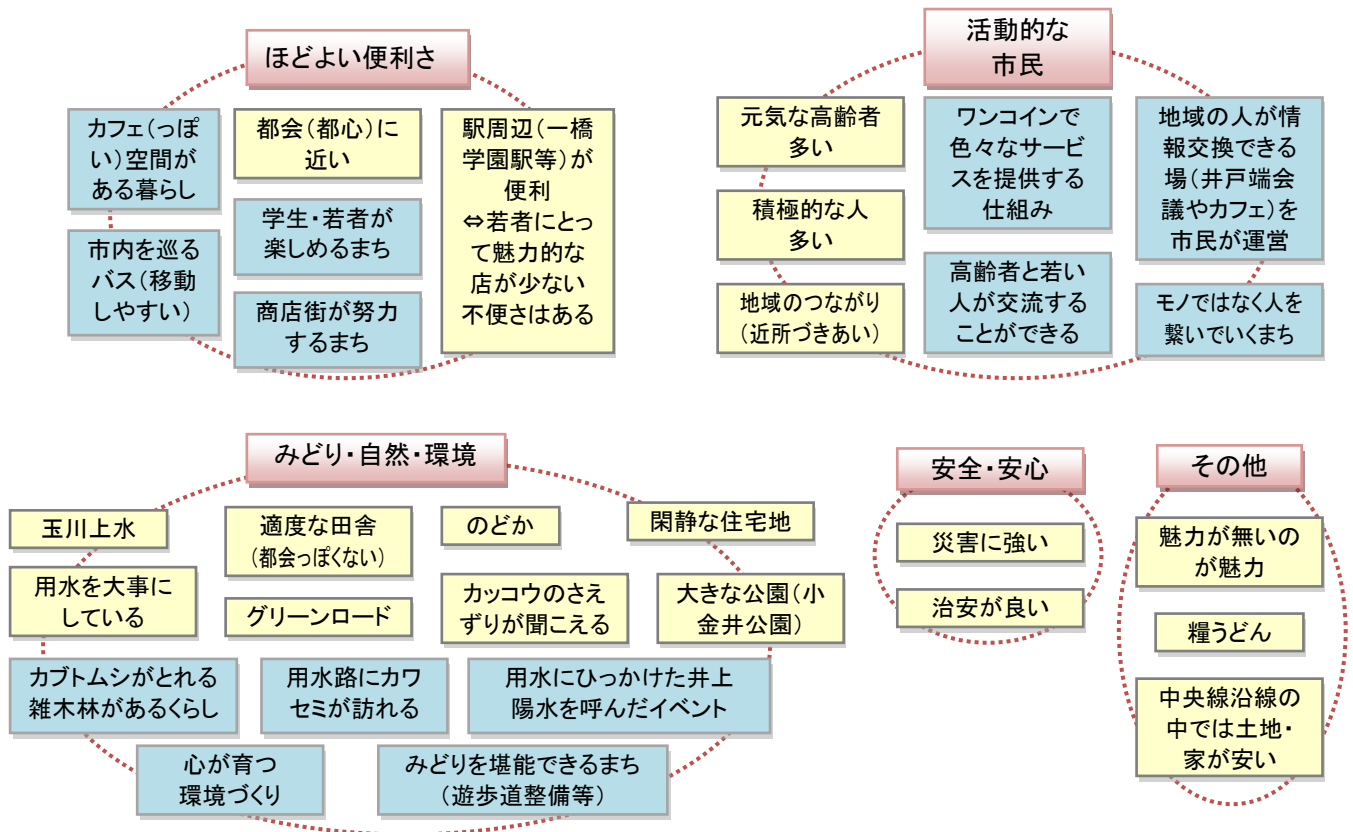 ほどよい便利さ
カフェ(っぽ
い)空間が
ある暮らし
都会(都心)に
近い
駅周辺(一橋
学園駅等)が
便利
⇔若者にとっ
て魅力的な
店が少ない
不便さはある
学生・若者が
楽しめるまち
市内を巡る
バス(移動
しやすい)
商店街が努力
するまち
活動的な
市民
元気な高齢者
多い
ワンコインで
色々なサービ
スを提供する
仕組み
地域の人が情
報交換できる
場(井戸端会
議やカフェ)を
市民が運営
積極的な人
多い
高齢者と若い
人が交流する
ことができる
地域のつながり
(近所づきあい)
モノではなく人を
繋いでいくまち
みどり・自然・環境
玉川上水
適度な田舎
(都会っぽくない)
のどか
閑静な住宅地
用水を大事に
している
グリーンロード
カッコウのさえ
ずりが聞こえる
大きな公園(小
金井公園)
カブトムシがとれる
雑木林があるくらし
用水路にカワ
セミが訪れる
用水にひっかけた井上
陽水を呼んだイベント
心が育つ
環境づくり
みどりを堪能できるまち
(遊歩道整備等)
安全・安心
災害に強い
治安が良い
その他
魅力が無いの
が魅力
糧うどん
中央線沿線の
中では土地・
家が安い